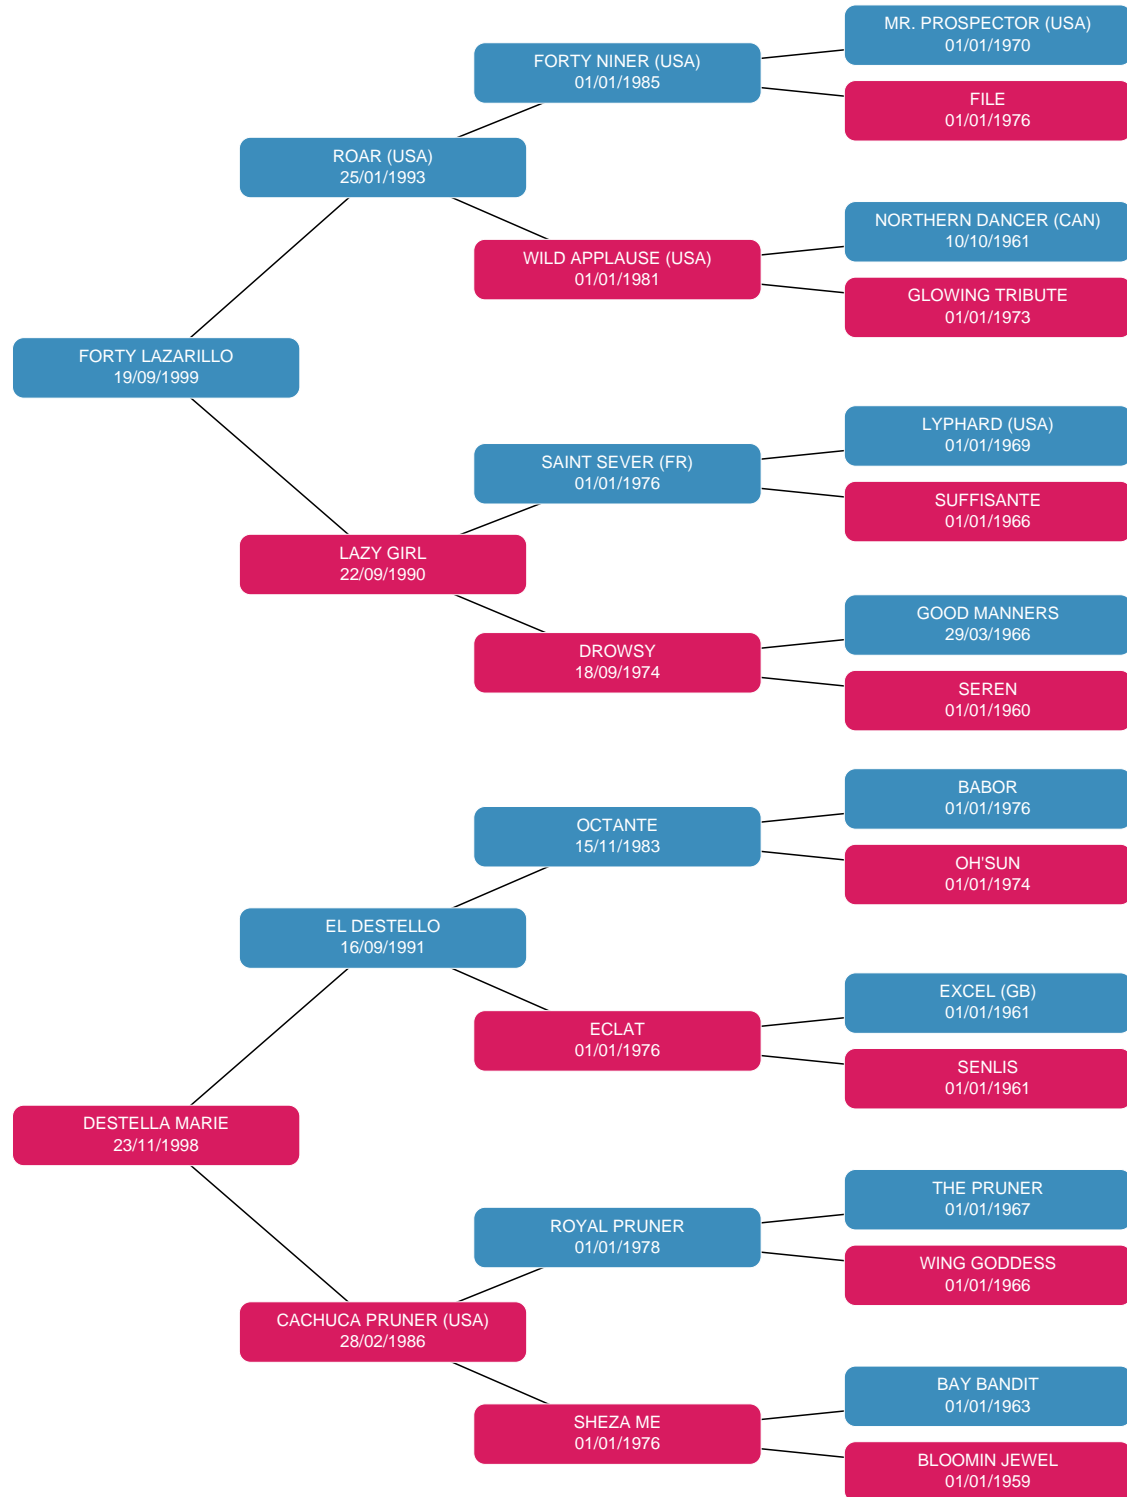 MR. PROSPECTOR (USA)
01/01/1970
FORTY NINER (USA)
01/01/1985
FILE
01/01/1976
ROAR (USA)
25/01/1993
NORTHERN DANCER (CAN)
10/10/1961
WILD APPLAUSE (USA)
01/01/1981
GLOWING TRIBUTE
01/01/1973
FORTY LAZARILLO
19/09/1999
LYPHARD (USA)
01/01/1969
SAINT SEVER (FR)
01/01/1976
SUFFISANTE
01/01/1966
LAZY GIRL
22/09/1990
GOOD MANNERS
29/03/1966
DROWSY
18/09/1974
SEREN
01/01/1960
BABOR
01/01/1976
OCTANTE
15/11/1983
OH'SUN
01/01/1974
EL DESTELLO
16/09/1991
EXCEL (GB)
01/01/1961
ECLAT
01/01/1976
SENLIS
01/01/1961
DESTELLA MARIE
23/11/1998
THE PRUNER
01/01/1967
ROYAL PRUNER
01/01/1978
WING GODDESS
01/01/1966
CACHUCA PRUNER (USA)
28/02/1986
BAY BANDIT
01/01/1963
SHEZA ME
01/01/1976
BLOOMIN JEWEL
01/01/1959